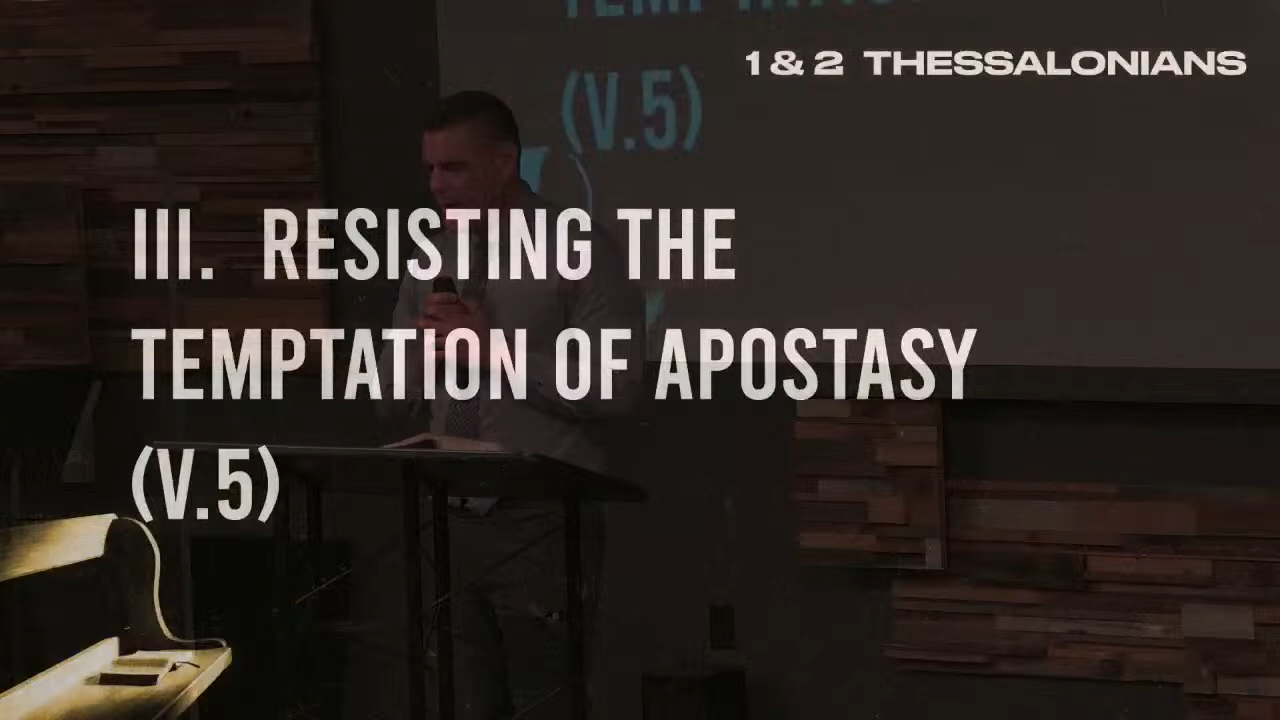 1 & 2 THESSALONIANS
III. RESISTING THE
TEMPTATION OF APOSTASY
(V.5)
(V.5)